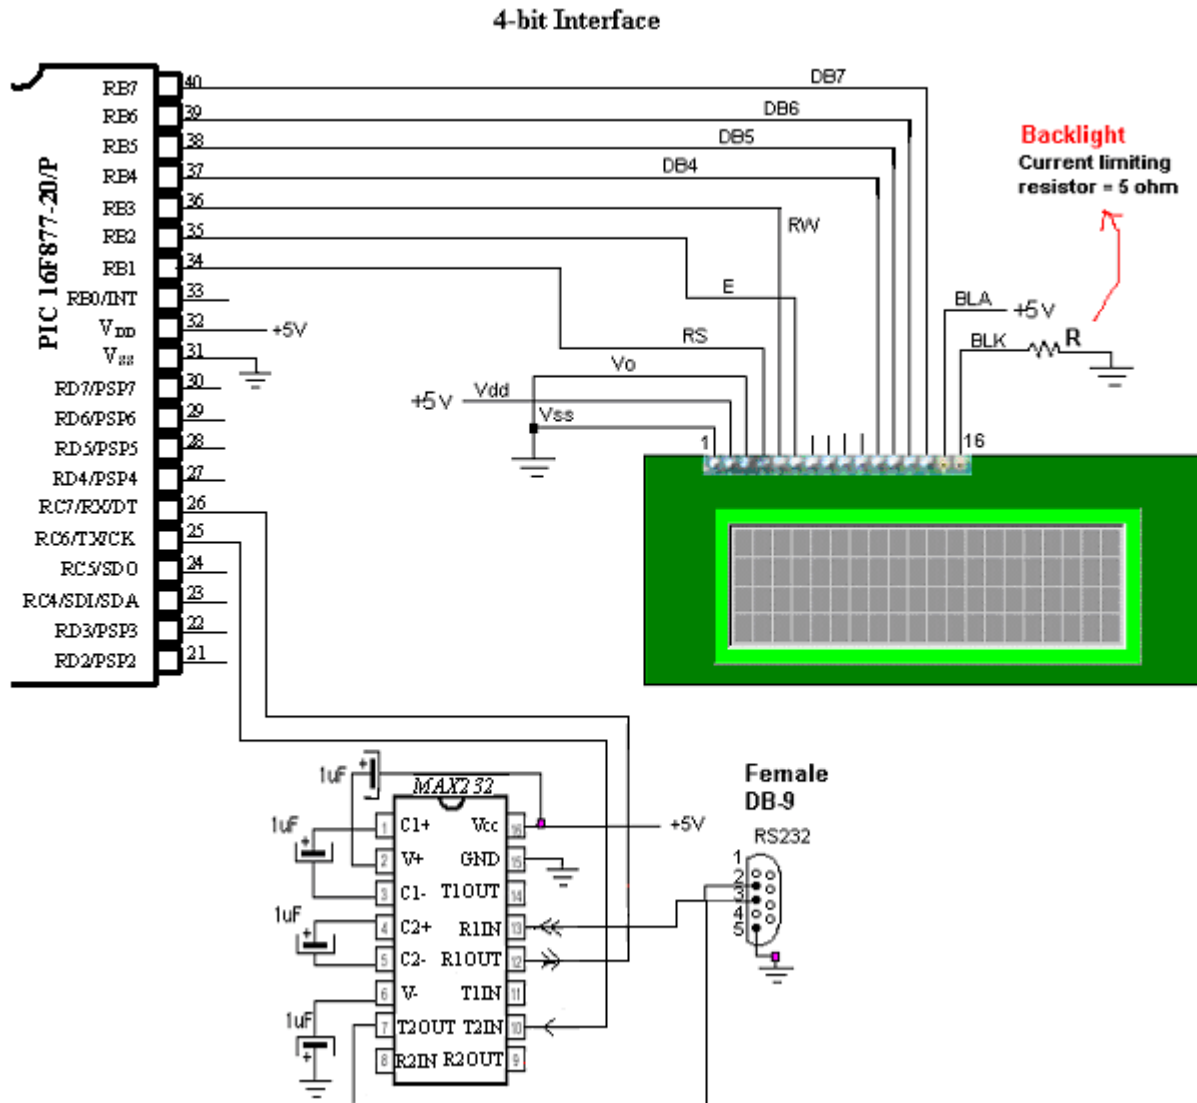 4-bit Interface
PIC 16F877-20/P
RB7 40
RB6 39
RB5 38
RB4 37
RB3 36
RB2 35
RB1 34
RB0/INT 33
VDD 32 +5V
Vss 31
RD7/PSP7 30
RD6/PSP6 29
RD5/PSP5 28
RD4/PSP4 27
RC7/RX/DT 26
RC6/TX/CK 25
RC5/SDO 24
RC4/SDI/SDA 23
RD3/PSP3 22
RD2/PSP2 21
DB7
DB6
DB5
DB4
RW
E
RS
Vo
+5V Vdd
Vss
1 16
Backlight
Current limiting
resistor = 5 ohm
BLA +5V
BLK R
1uF
MAX232
1uF
1uF
1uF
1 C1+ Vcc 16 +5V
2 V+ GND 15
3 C1- T1OUT 14
4 C2+ R1IN 13
5 C2- R1OUT 12
6 V- T1IN 11
7 T2OUT T2IN 10
8 R2IN R2OUT 9
Female
DB-9
RS232
1
2
3
4
5